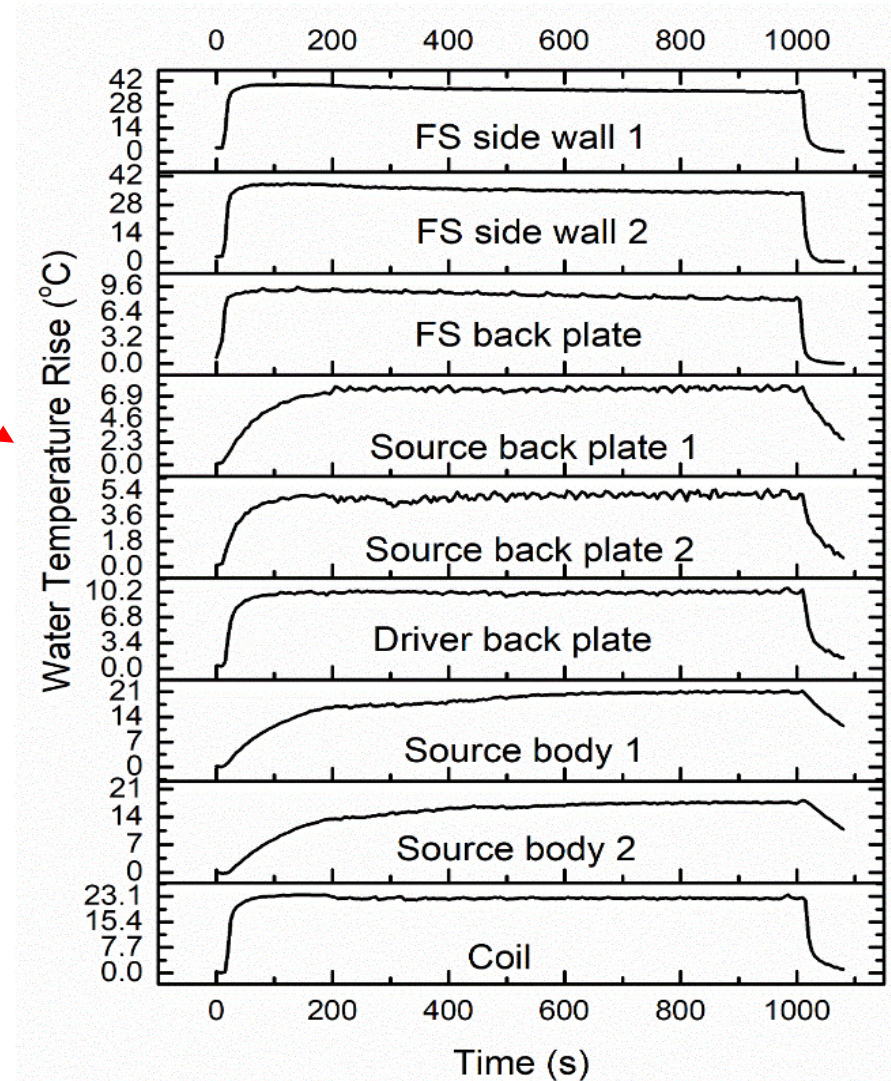 0 200 400 600 800 1000
42
28
14
0
FS side wall 1
42
28
14
0
FS side wall 2
9.6
6.4
3.2
0.0
FS back plate
6.9
4.6
2.3
0.0
Source back plate 1
5.4
3.6
1.8
0.0
Source back plate 2
10.2
6.8
3.4
0.0
Driver back plate
21
14
7
0
Source body 1
21
14
7
0
Source body 2
23.1
15.4
7.7
0.0
Coil
Water Temperature Rise (°C)
0 200 400 600 800 1000
Time (s)